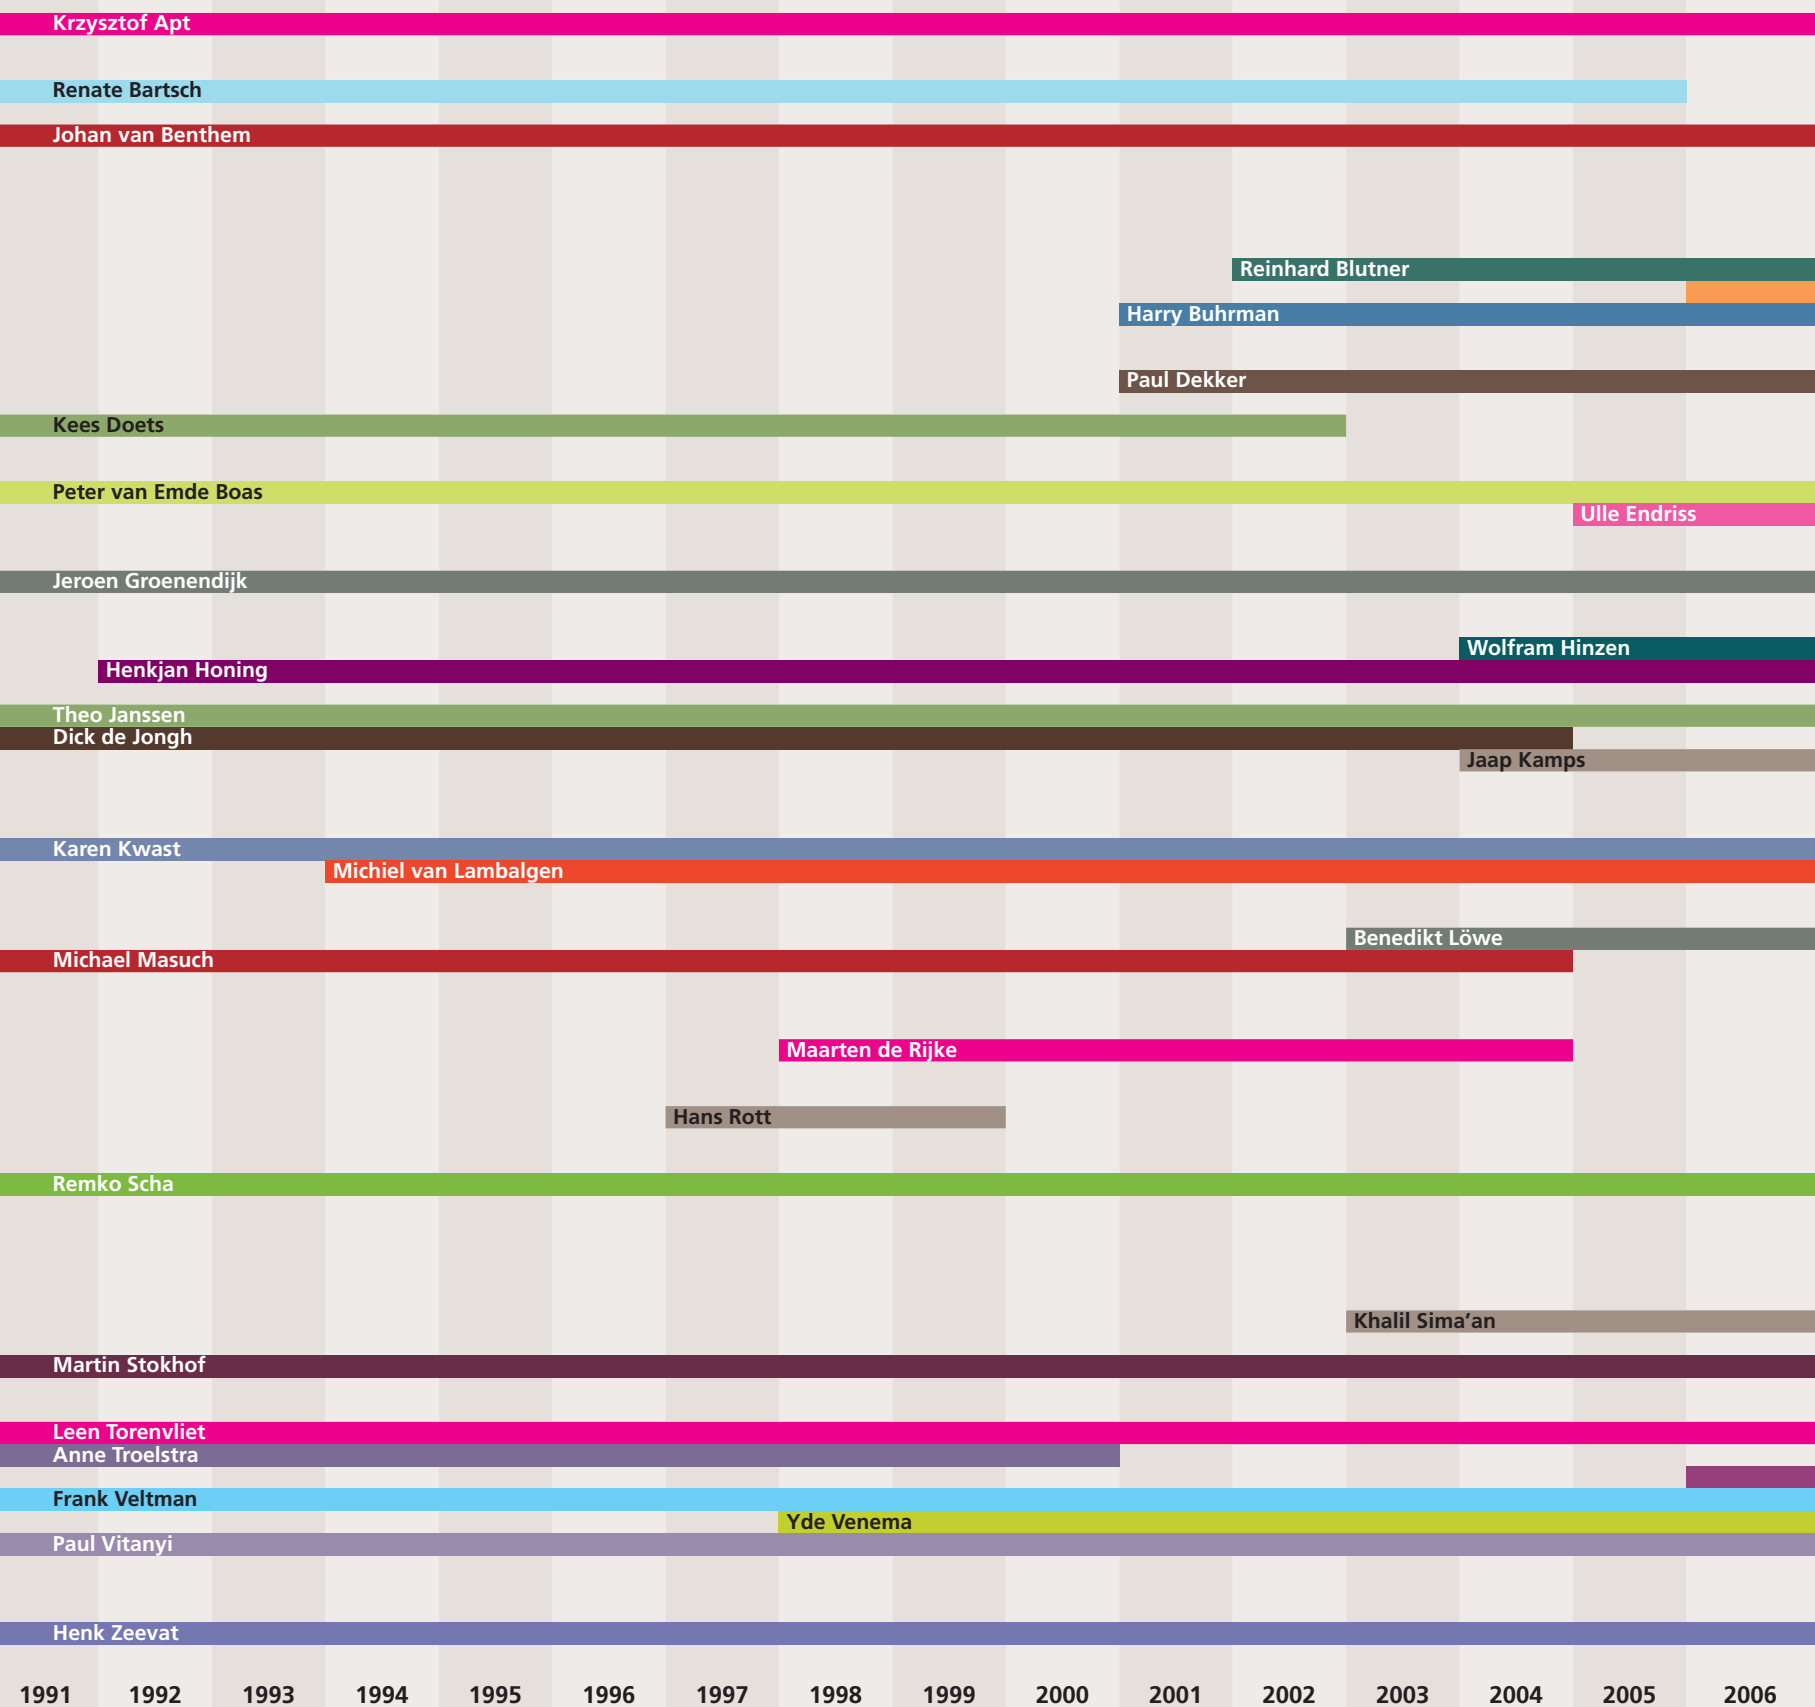 Krzysztof Apt
Renate Bartsch
Johan van Benthem
Reinhard Blutner
Harry Buhrman
Paul Dekker
Kees Doets
Peter van Emde Boas
Ulle Endriss
Jeroen Groenendijk
Wolfram Hinzen
Henkjan Honing
Theo Janssen
Dick de Jongh
Jaap Kamps
Karen Kwast
Michiel van Lambalgen
Benedikt Löwe
Michael Masuch
Maarten de Rijke
Hans Rott
Remko Scha
Khalil Sima’an
Martin Stokhof
Leen Torenvliet
Anne Troelstra
Frank Veltman
Yde Venema
Paul Vitanyi
Henk Zeevat
1991 1992 1993 1994 1995 1996 1997 1998 1999 2000 2001 2002 2003 2004 2005 2006